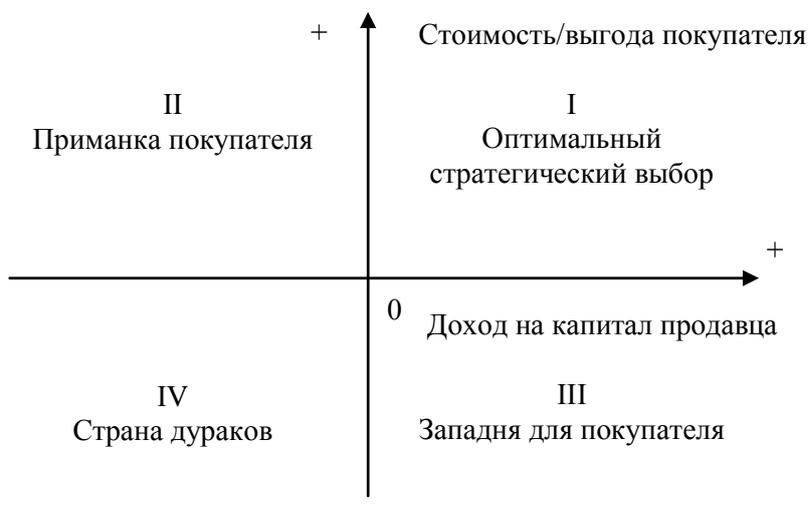 +
Стоимость/выгода покупателя
II
Приманка покупателя
I
Оптимальный
стратегический выбор
+
0
Доход на капитал продавца
IV
Страна дураков
III
Западня для покупателя